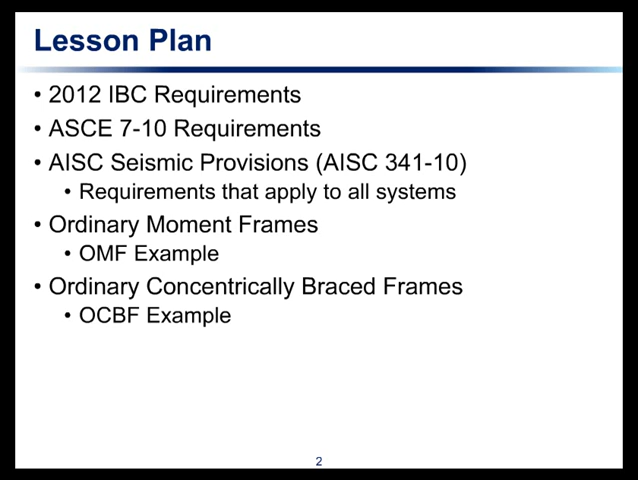 Lesson Plan
• 2012 IBC Requirements
• ASCE 7-10 Requirements
• AISC Seismic Provisions (AISC 341-10)
• Requirements that apply to all systems
• Ordinary Moment Frames
• OMF Example
• Ordinary Concentrically Braced Frames
• OCBF Example
2